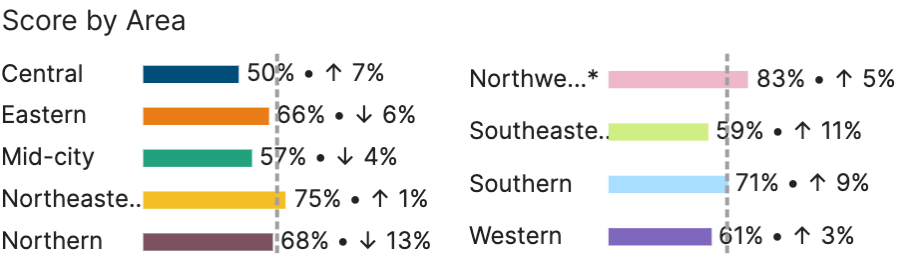 Score by Area
Central 50% • ↑ 7%
Eastern 66% • ↓ 6%
Mid-city 57% • ↓ 4%
Northeaste.. 75% • ↑ 1%
Northern 68% • ↓ 13%
Northwe...* 83% • ↑ 5%
Southeaste.. 59% • ↑ 11%
Southern 71% • ↑ 9%
Western 61% • ↑ 3%